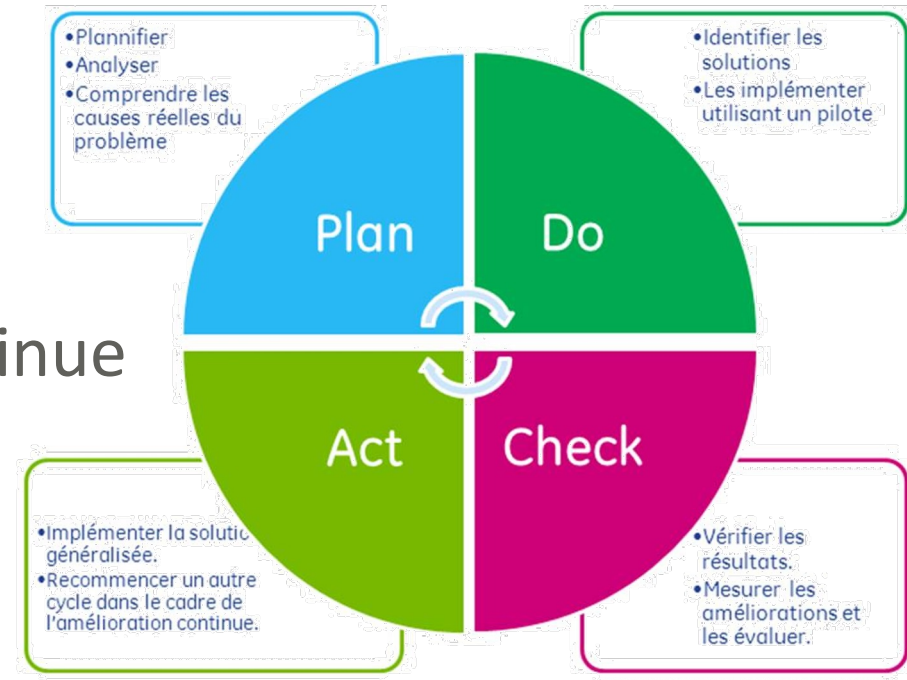 •Plannifier
•Analyser
•Comprendre les
causes réelles du
problème
•Identifier les
solutions
•Les implémenter
utilisant un pilote
Plan
Do
inue
Act
Check
•Implémenter la solutio
généralisée.
•Recommencer un autre
cycle dans le cadre de
l'amélioration continue.
•Vérifier les
résultats.
•Mesurer les
améliorations et
les évaluer.